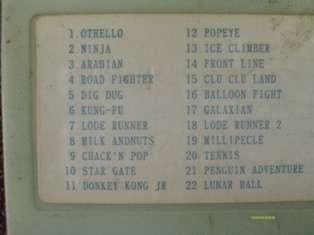 1 OTHELLO
2 NINJA
3 ARABIAN
4 ROAD FIGHTER
5 DIG DUG
6 KUNG-FU
7 LODE RUNNER
8 MILK ANDNUTS
9 CHACK'N POP
10 STAR GATE
11 DONKEY KONG JR
12 POPEYE
13 ICE CLIMBER
14 FRONT LINE
15 CLU CLU LAND
16 BALLOON FIGHT
17 GALAXIAN
18 LODE RUNNER 2
19 MILLIPECLE
20 TENNIS
21 PENGUIN ADVENTURE
22 LUNAR BALL